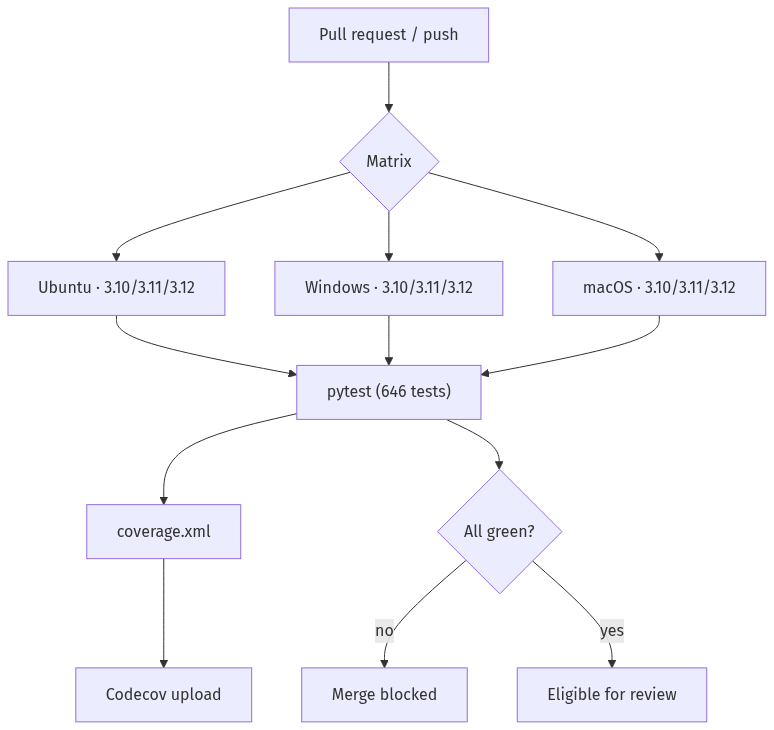 Pull request / push
Matrix
Ubuntu · 3.10/3.11/3.12
Windows · 3.10/3.11/3.12
macOS · 3.10/3.11/3.12
pytest (646 tests)
coverage.xml
All green?
no
yes
Codecov upload
Merge blocked
Eligible for review